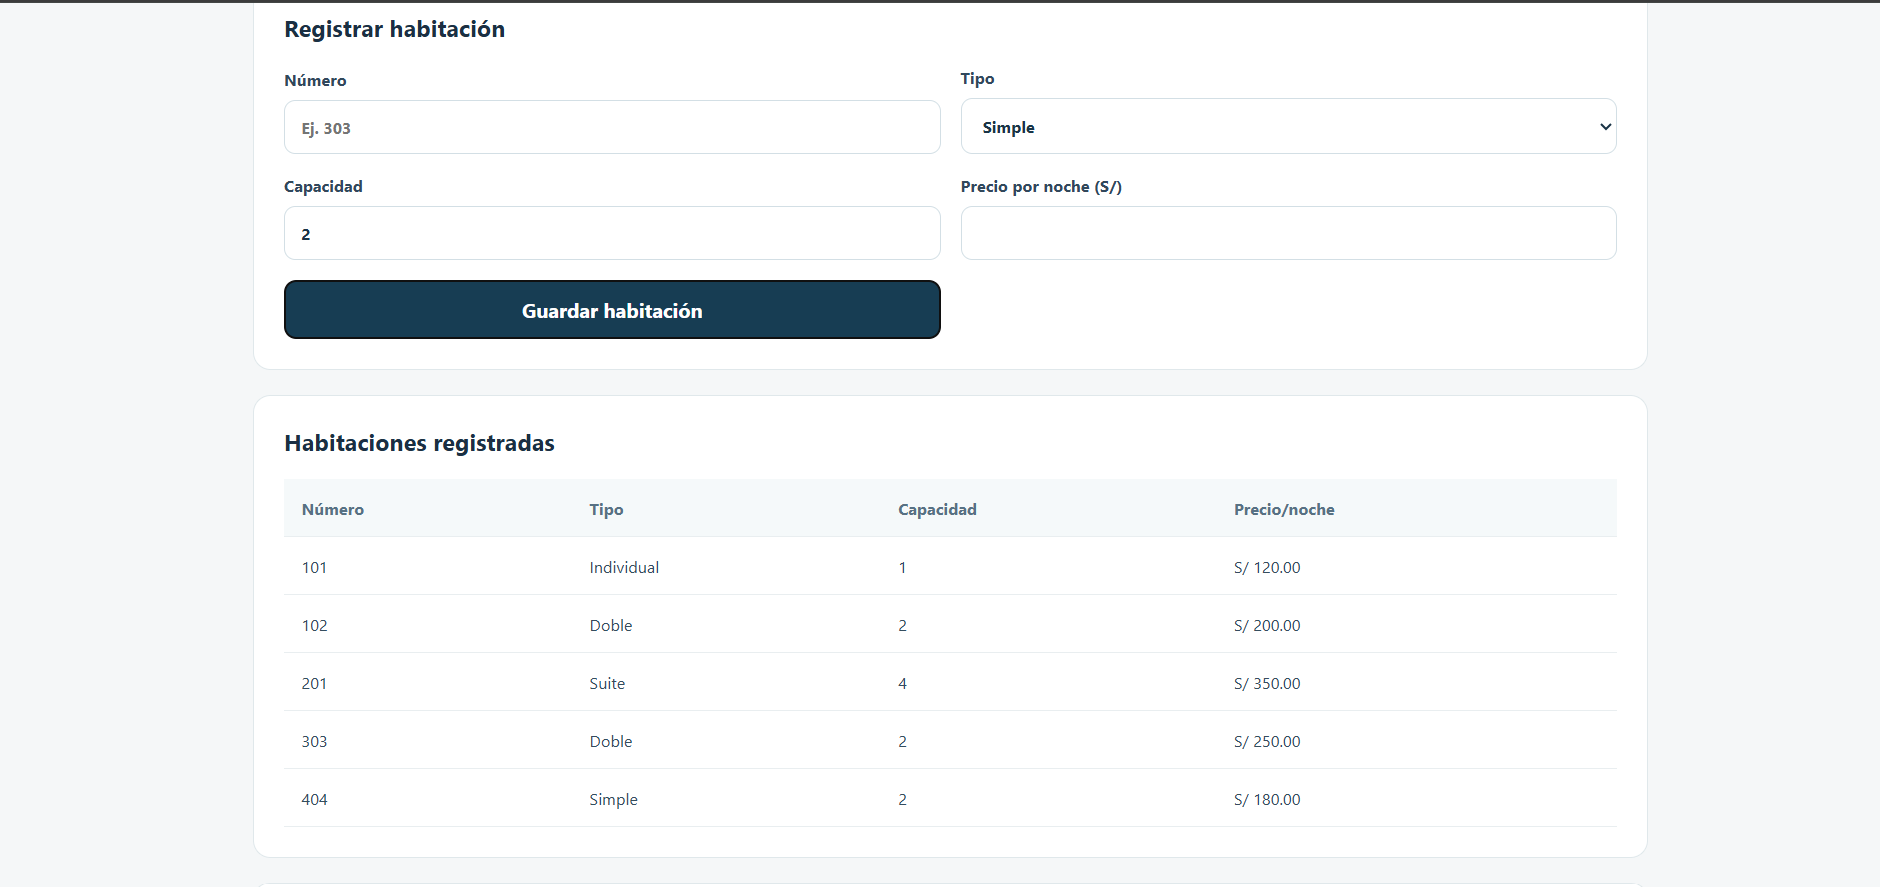 Registrar habitación
Número
Tipo
Ej. 303
Simple
Capacidad
Precio por noche (S/)
2
Guardar habitación
Habitaciones registradas
Número Tipo Capacidad Precio/noche
101 Individual 1 S/ 120.00
102 Doble 2 S/ 200.00
201 Suite 4 S/ 350.00
303 Doble 2 S/ 250.00
404 Simple 2 S/ 180.00